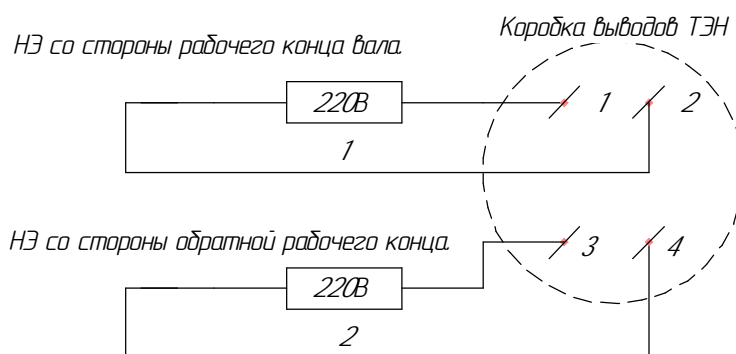 Коробка выводов ТЭН
НЭ со стороны рабочего конца вала.
220В
1
2
1
НЭ со стороны обратной рабочего конца.
3
4
220В
2